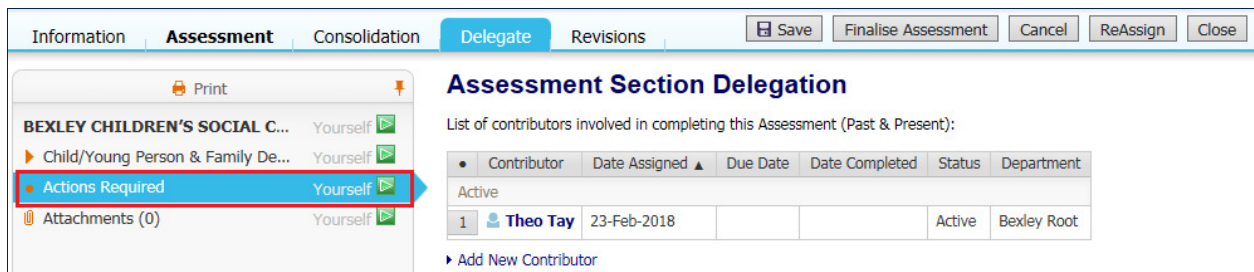 Information Assessment Consolidation Delegate Revisions Save Finalise Assessment Cancel ReAssign Close
Print
BEXLEY CHILDREN'S SOCIAL C... Yourself
Child/Young Person & Family De... Yourself
Actions Required Yourself
Attachments (0) Yourself
Assessment Section Delegation
List of contributors involved in completing this Assessment (Past & Present):
• Contributor Date Assigned ▲ Due Date Date Completed Status Department
Active
1 Theo Tay 23-Feb-2018 Active Bexley Root
Add New Contributor